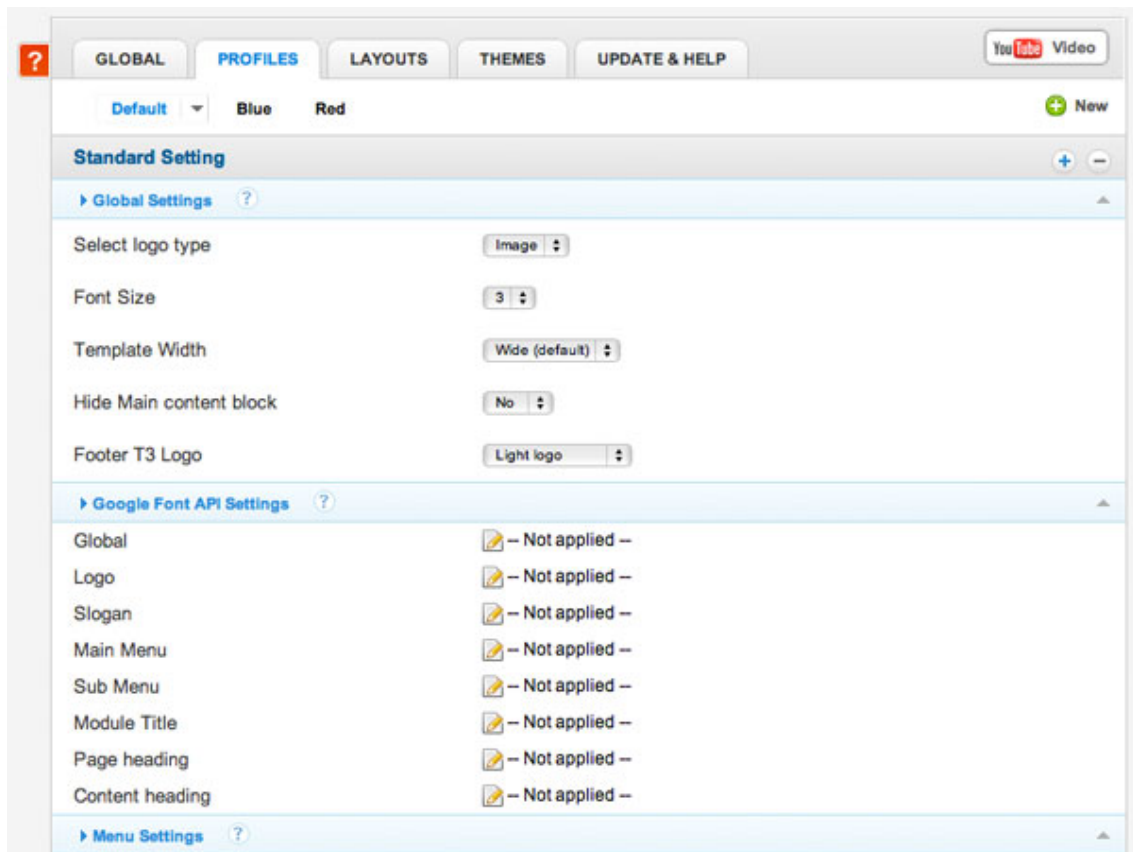 ?
GLOBAL PROFILES LAYOUTS THEMES UPDATE & HELP YouTube Video
Default Blue Red New
Standard Setting
Global Settings ?
Select logo type Image
Font Size 3
Template Width Wide (default)
Hide Main content block No
Footer T3 Logo Light logo
Google Font API Settings ?
Global -- Not applied --
Logo -- Not applied --
Slogan -- Not applied --
Main Menu -- Not applied --
Sub Menu -- Not applied --
Module Title -- Not applied --
Page heading -- Not applied --
Content heading -- Not applied --
Menu Settings ?